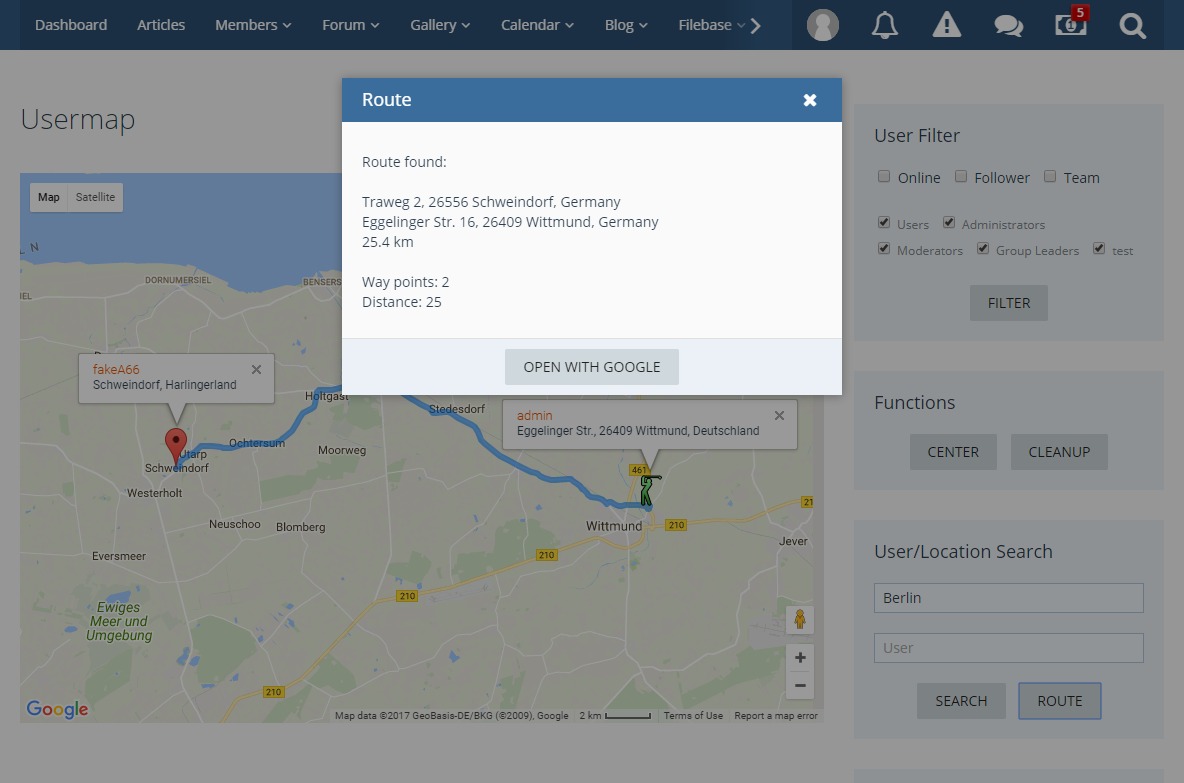 Dashboard Articles Members Forum Gallery Calendar Blog Filebase 5
Usermap
Route
Route found:
Traweg 2, 26556 Schweindorf, Germany
Eggelinger Str. 16, 26409 Wittmund, Germany
25.4 km
Way points: 2
Distance: 25
OPEN WITH GOOGLE
Map Satellite
L N
DORNUMERSIEL
BENSERS
IEL
fakeA66
Schweindorf, Harlingerland
Holtgast
Stedesdorf
admin
Eggelinger Str., 26409 Wittmund, Deutschland
Ochtersum
Utarp
Moorweg
Schweindorf
461
Westerholt
21
Neuschoo
Blomberg
Wittmund
210
Jever
Eversmeer
210
210
Ewiges
Meer und
Umgebung
210
Google
Map data ©2017 GeoBasis-DE/BKG (©2009), Google 2 km Terms of Use Report a map error
User Filter
Online Follower Team
Users Administrators
Moderators Group Leaders test
FILTER
Functions
CENTER CLEANUP
User/Location Search
Berlin
User
SEARCH ROUTE